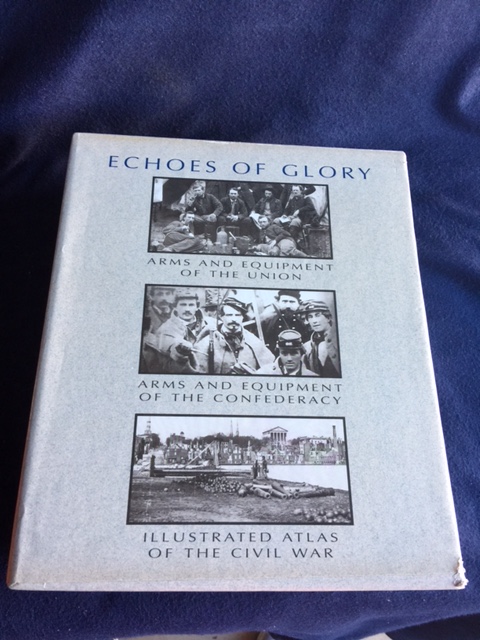 ECHOES OF GLORY
ARMS AND EQUIPMENT
OF THE UNION
ARMS AND EQUIPMENT
OF THE CONFEDERACY
ILLUSTRATED ATLAS
OF THE CIVIL WAR